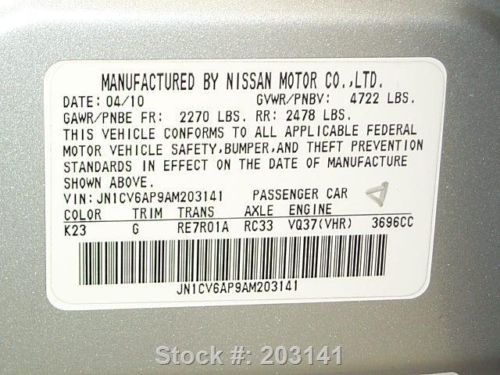 MANUFACTURED BY NISSAN MOTOR CO.,LTD.
DATE: 04/10 GVWR/PNBV: 4722 LBS.
GAWR/PNBE FR: 2270 LBS. RR: 2478 LBS.
THIS VEHICLE CONFORMS TO ALL APPLICABLE FEDERAL
MOTOR VEHICLE SAFETY,BUMPER,AND THEFT PREVENTION
STANDARDS IN EFFECT ON THE DATE OF MANUFACTURE
SHOWN ABOVE.
VIN: JN1CV6AP9AM203141 PASSENGER CAR
COLOR TRIM TRANS AXLE ENGINE
K23 G RE7R01A RC33 VQ37(VHR) 3696CC
JN1CV6AP9AM203141
Stock #: 203141